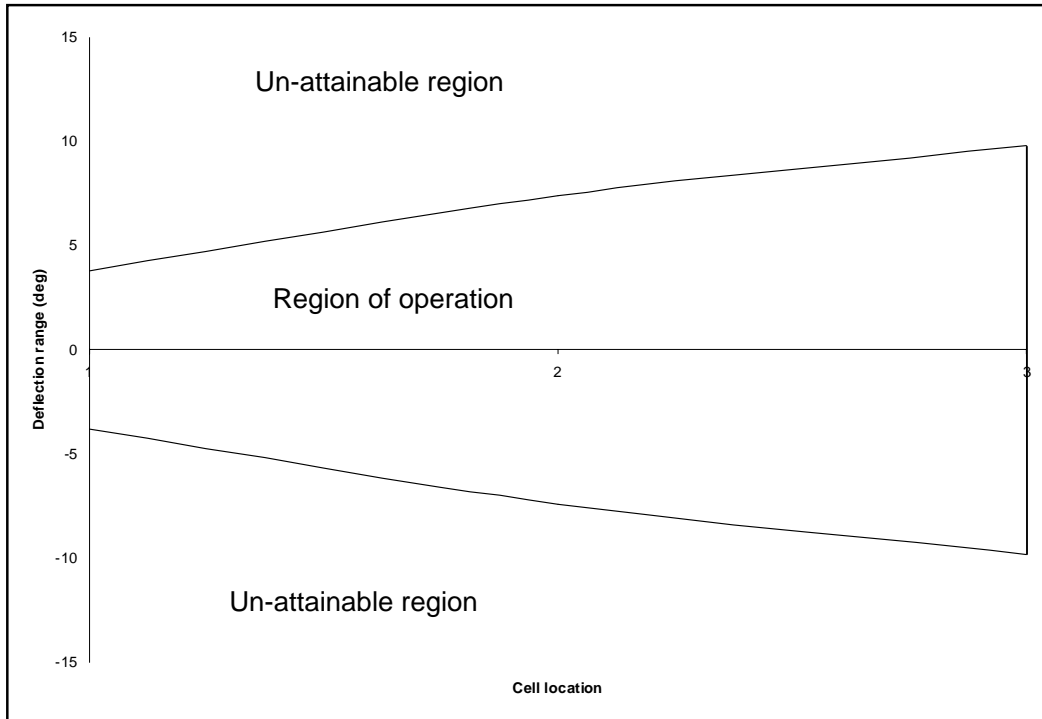 15
Un-attainable region
10
5
Region of operation
0
1
2
3
-5
-10
Un-attainable region
-15
Deflection range (deg)
Cell location